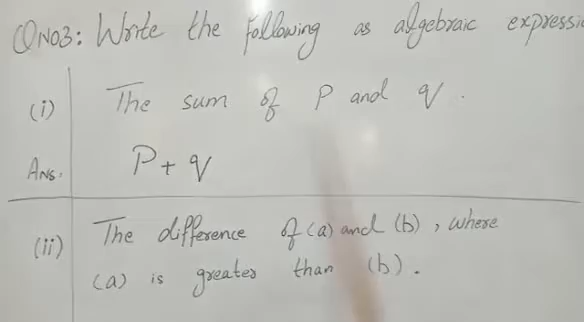 QNO3: Write the following as algebraic expressio
(i) The sum of P and q.
Ans. P + q
(ii) The difference of (a) and (b), where
(a) is greater than (b).